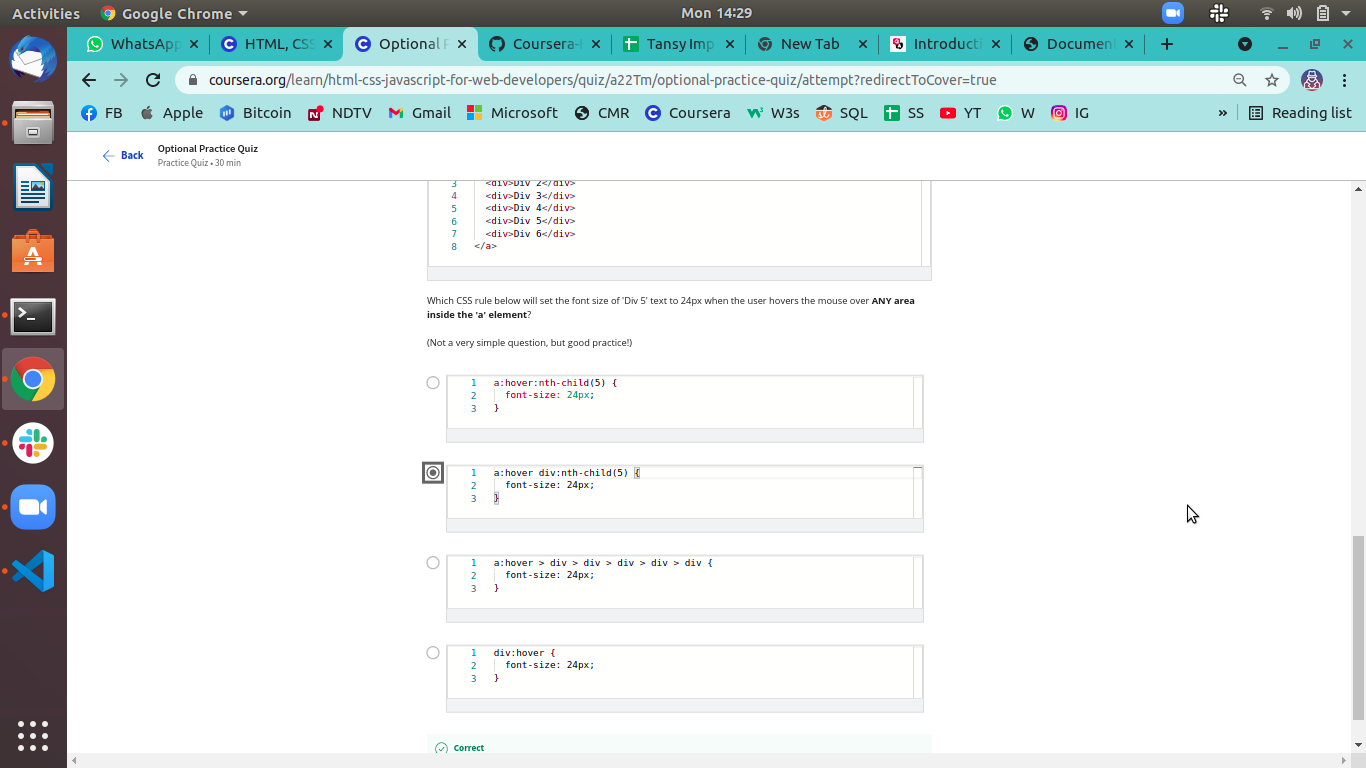 Activities Google Chrome Mon 14:29
WhatsApp HTML, CSS Optional P Coursera- Tansy Imp New Tab Introducti Documen
coursera.org/learn/html-css-javascript-for-web-developers/quiz/a22Tm/optional-practice-quiz/attempt?redirectToCover=true
FB Apple Bitcoin NDTV Gmail Microsoft CMR Coursera W3s SQL SS YT W IG » Reading list
Back
Optional Practice Quiz
Practice Quiz • 30 min
3 <div>Div 2</div>
4 <div>Div 3</div>
5 <div>Div 4</div>
6 <div>Div 5</div>
7 <div>Div 6</div>
8 </a>
Which CSS rule below will set the font size of 'Div 5' text to 24px when the user hovers the mouse over ANY area
inside the 'a' element?
(Not a very simple question, but good practice!)
1 a:hover:nth-child(5) {
2 font-size: 24px;
3 }
1 a:hover div:nth-child(5) {
2 font-size: 24px;
3 }
1 a:hover > div > div > div > div > div {
2 font-size: 24px;
3 }
1 div:hover {
2 font-size: 24px;
3 }
Correct